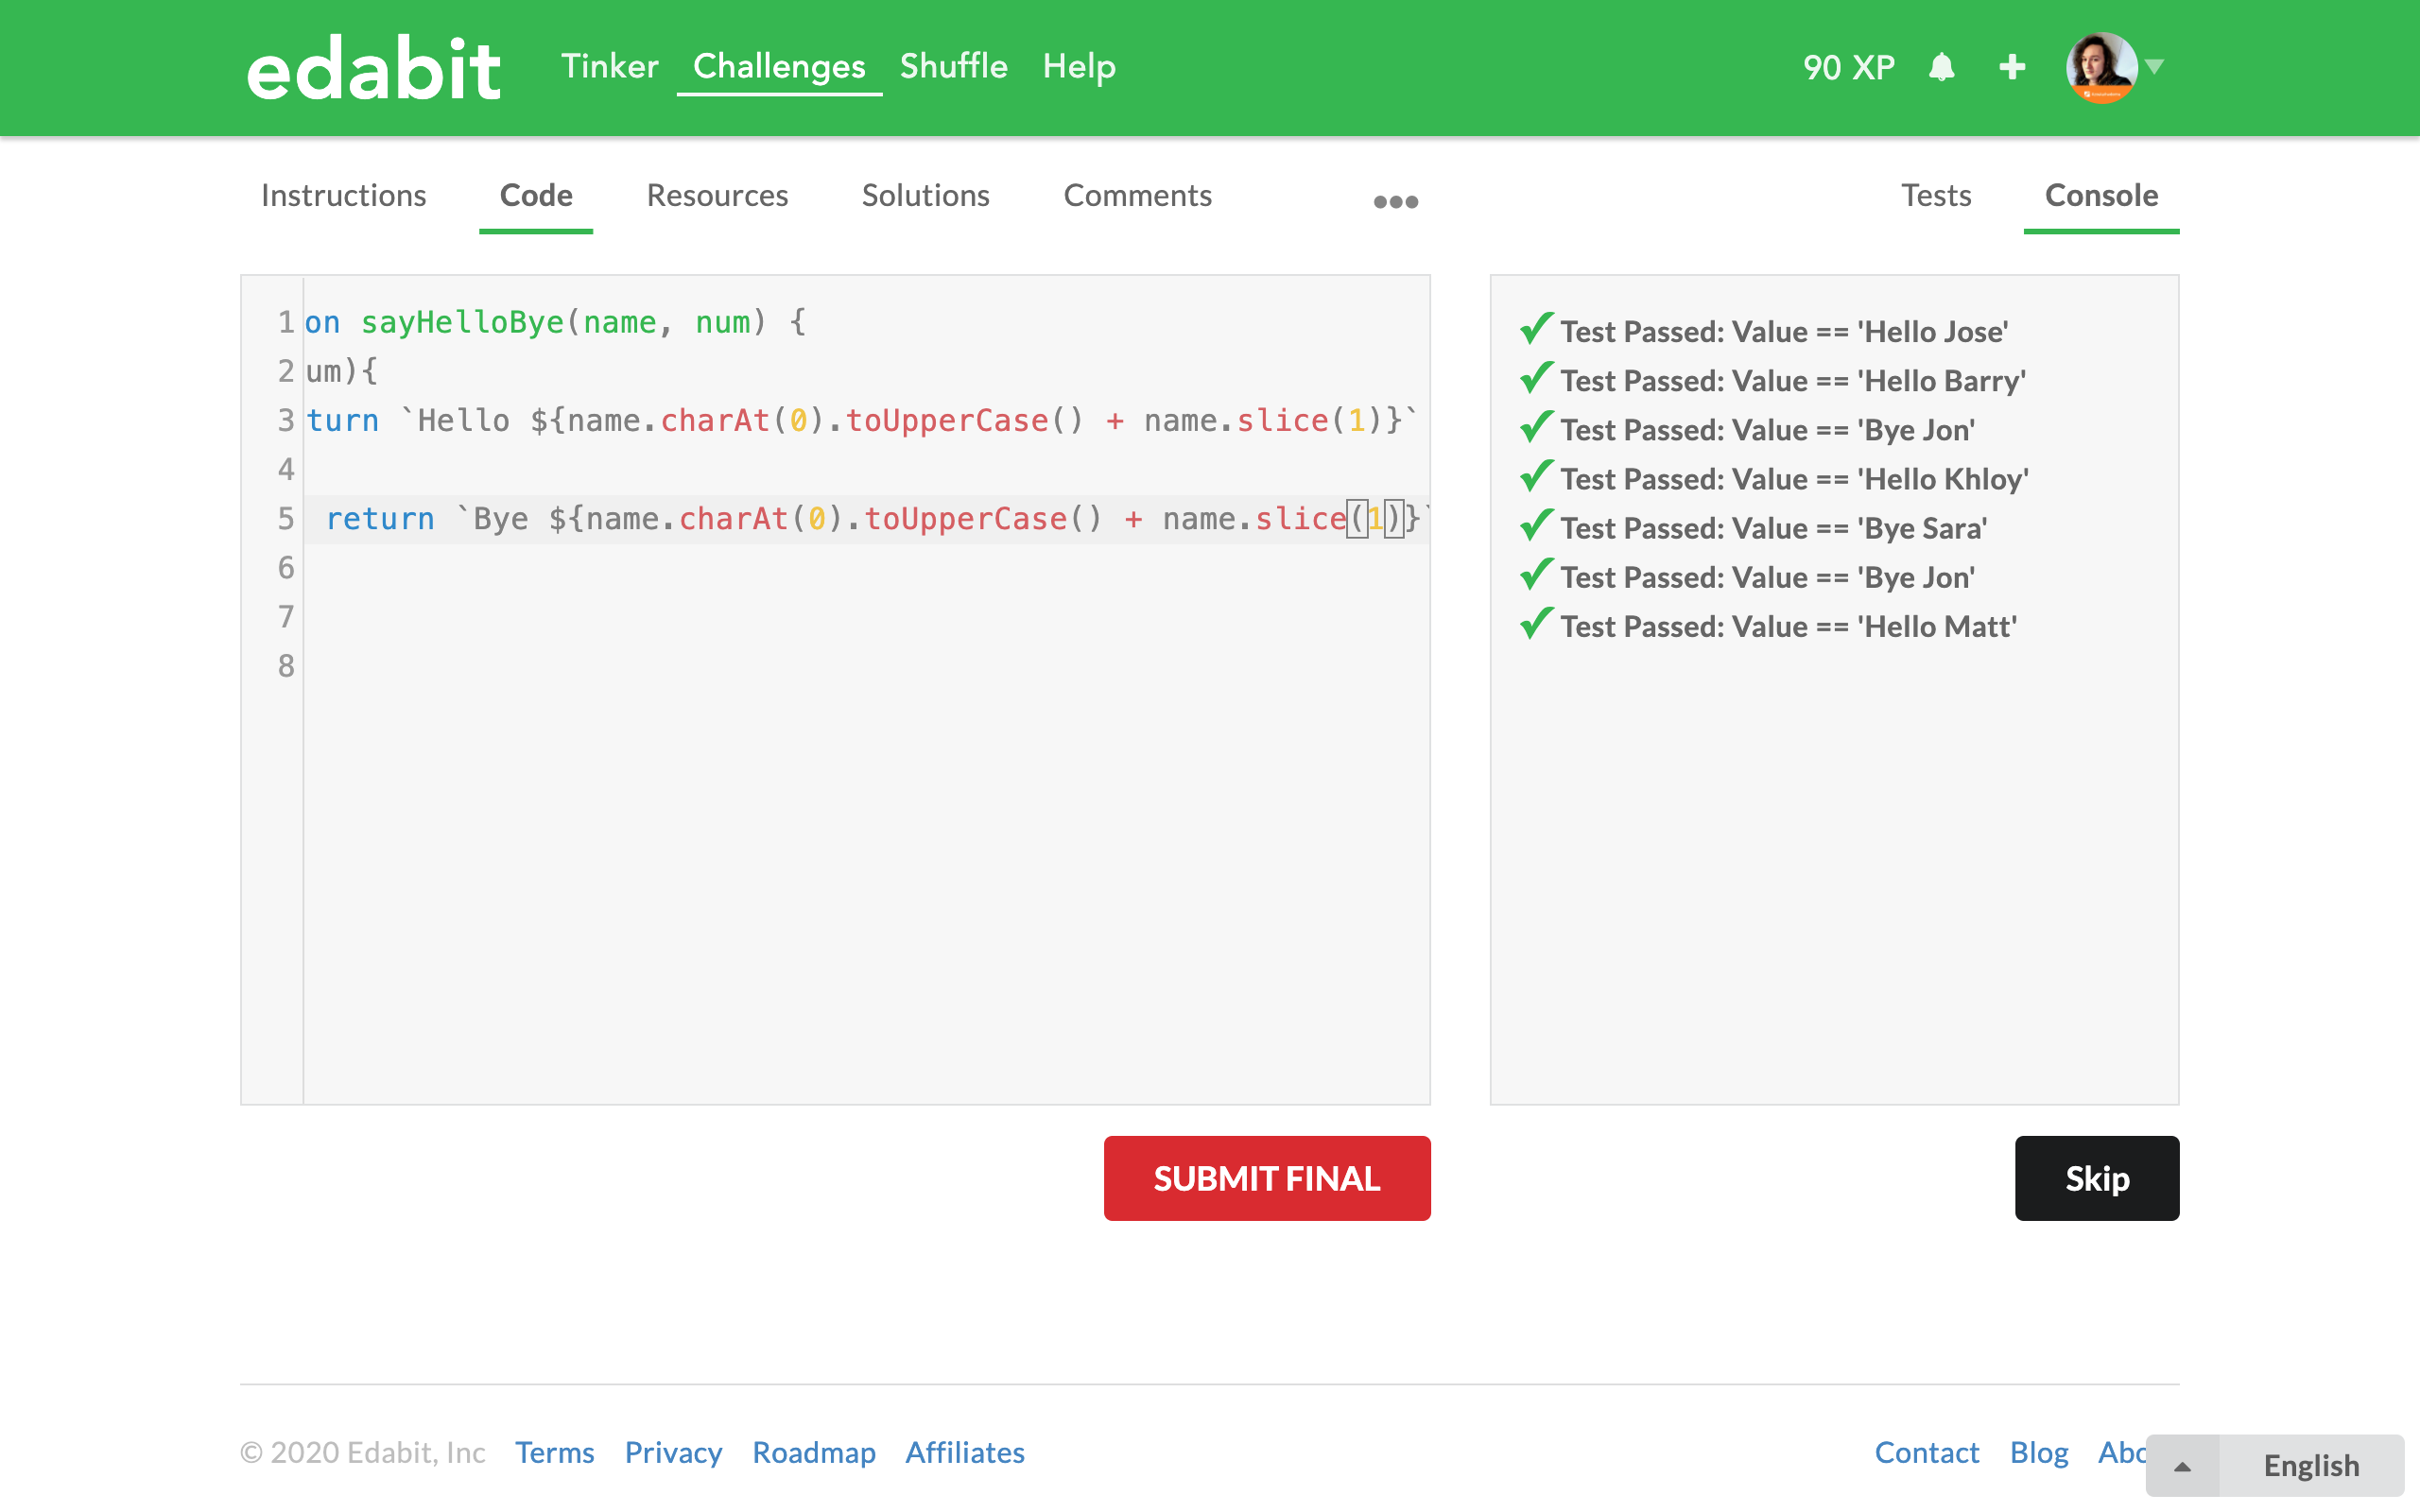 edabit Tinker Challenges Shuffle Help 90 XP
Instructions Code Resources Solutions Comments Tests Console
1 on sayHelloBye(name, num) {
2 um){
3 turn `Hello ${name.charAt(0).toUpperCase() + name.slice(1)}`
4
5 return `Bye ${name.charAt(0).toUpperCase() + name.slice(1)}`
6
7
8
✔ Test Passed: Value == 'Hello Jose'
✔ Test Passed: Value == 'Hello Barry'
✔ Test Passed: Value == 'Bye Jon'
✔ Test Passed: Value == 'Hello Khloy'
✔ Test Passed: Value == 'Bye Sara'
✔ Test Passed: Value == 'Bye Jon'
✔ Test Passed: Value == 'Hello Matt'
SUBMIT FINAL Skip
© 2020 Edabit, Inc Terms Privacy Roadmap Affiliates Contact Blog Abo
English